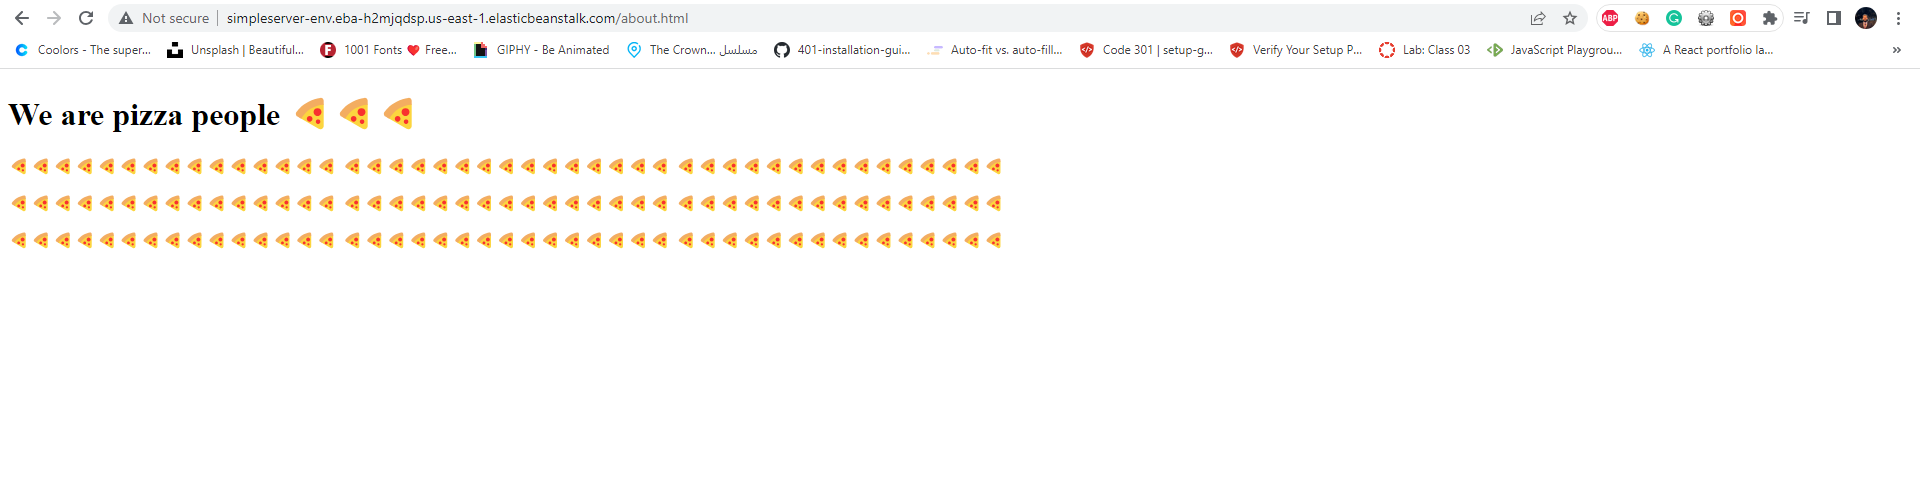 Not secure | simpleserver-env.eba-h2mjqdsp.us-east-1.elasticbeanstalk.com/about.html
ABP
Coolors - The super... Unsplash | Beautiful... 1001 Fonts ❤ Free... GIPHY - Be Animated The Crown... مسلسل 401-installation-gui... Auto-fit vs. auto-fill... Code 301 | setup-g... Verify Your Setup P... Lab: Class 03 JavaScript Playgrou... A React portfolio la... »
We are pizza people 🍕🍕🍕
🍕🍕🍕🍕🍕🍕🍕🍕🍕🍕🍕🍕🍕🍕🍕 🍕🍕🍕🍕🍕🍕🍕🍕🍕🍕🍕🍕🍕🍕🍕 🍕🍕🍕🍕🍕🍕🍕🍕🍕🍕🍕🍕🍕🍕🍕
🍕🍕🍕🍕🍕🍕🍕🍕🍕🍕🍕🍕🍕🍕🍕 🍕🍕🍕🍕🍕🍕🍕🍕🍕🍕🍕🍕🍕🍕🍕 🍕🍕🍕🍕🍕🍕🍕🍕🍕🍕🍕🍕🍕🍕🍕
🍕🍕🍕🍕🍕🍕🍕🍕🍕🍕🍕🍕🍕🍕🍕 🍕🍕🍕🍕🍕🍕🍕🍕🍕🍕🍕🍕🍕🍕🍕 🍕🍕🍕🍕🍕🍕🍕🍕🍕🍕🍕🍕🍕🍕🍕